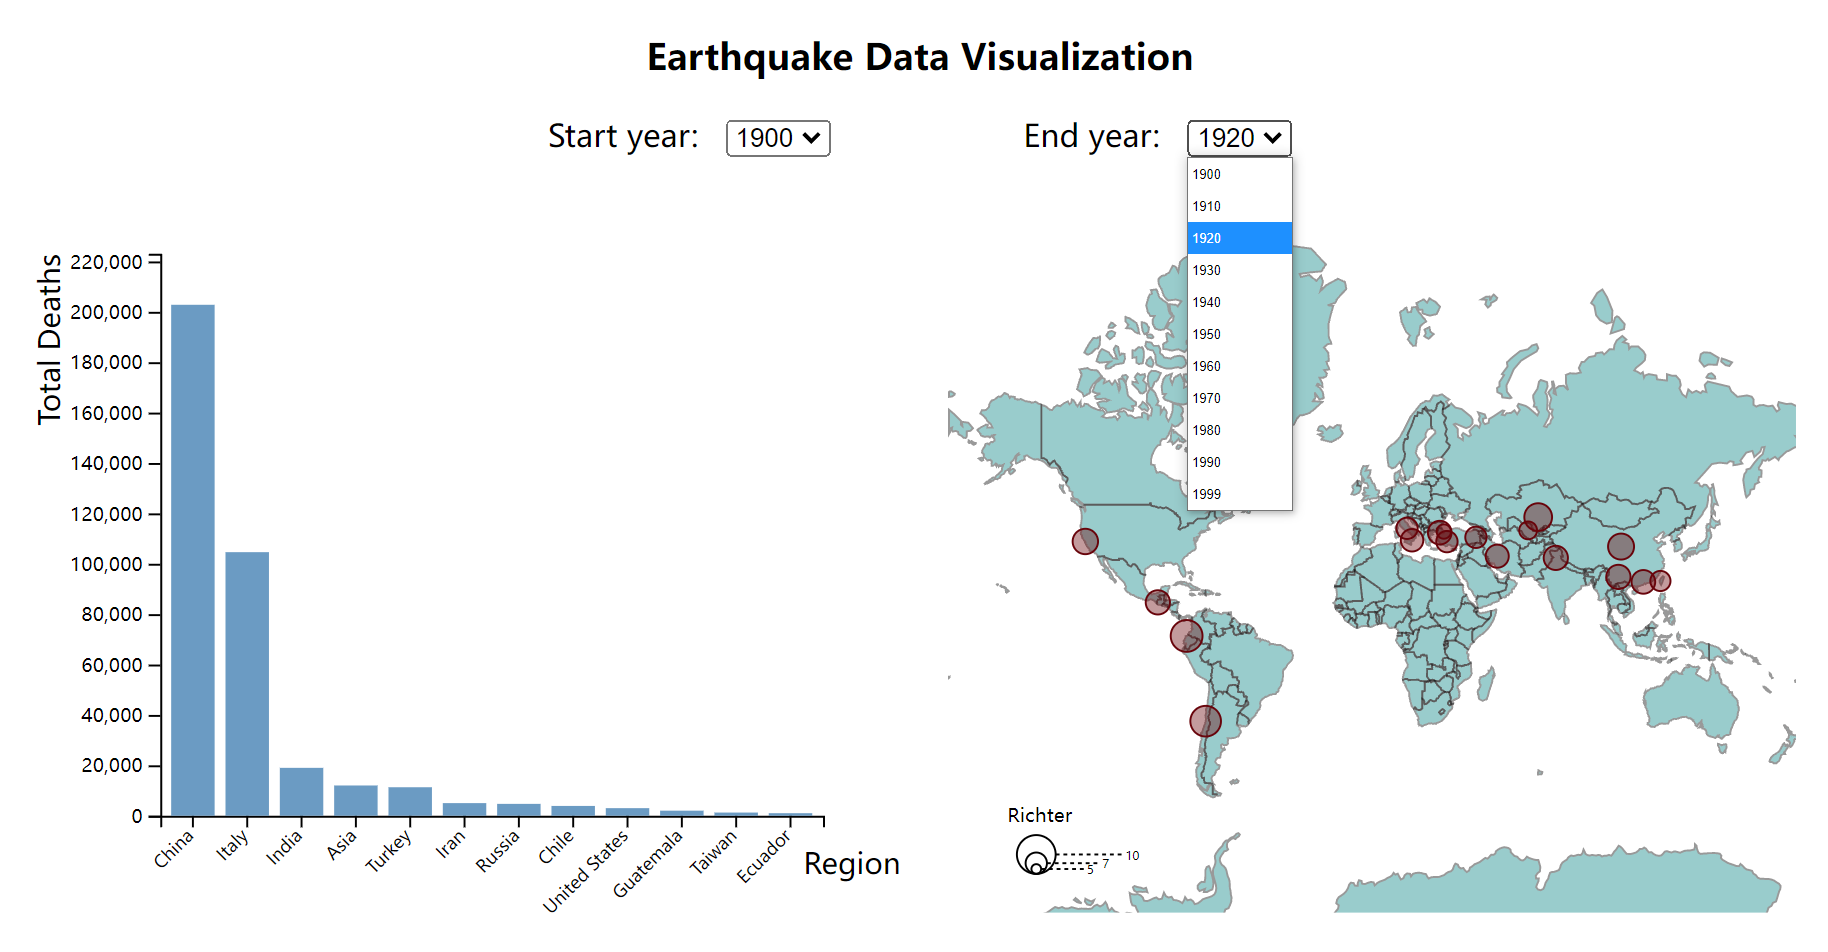 Earthquake Data Visualization
Start year: 1900
End year: 1920
1900
1910
1920
1930
1940
1950
1960
1970
1980
1990
1999
Total Deaths
220,000
200,000
180,000
160,000
140,000
120,000
100,000
80,000
60,000
40,000
20,000
0
China
Italy
India
Asia
Turkey
Iran
Russia
Chile
United States
Guatemala
Taiwan
Ecuador
Region
Richter
10
7
5